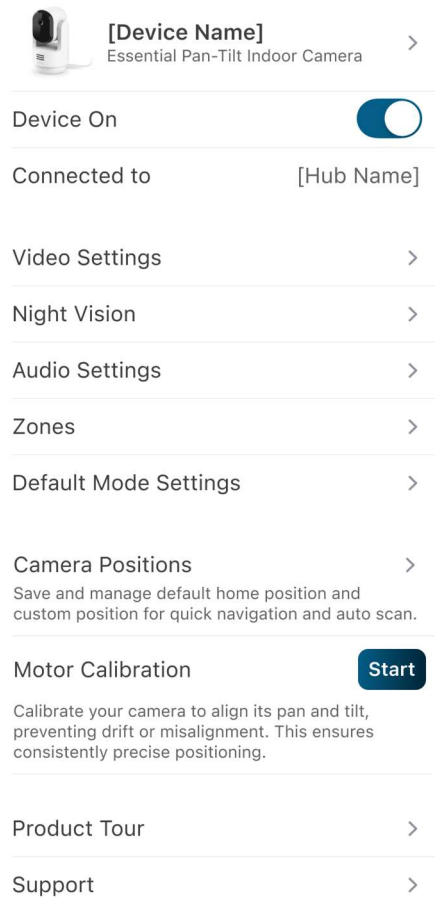 [Device Name]
Essential Pan-Tilt Indoor Camera
Device On
Connected to [Hub Name]
Video Settings
Night Vision
Audio Settings
Zones
Default Mode Settings
Camera Positions
Save and manage default home position and
custom position for quick navigation and auto scan.
Motor Calibration Start
Calibrate your camera to align its pan and tilt,
preventing drift or misalignment. This ensures
consistently precise positioning.
Product Tour
Support